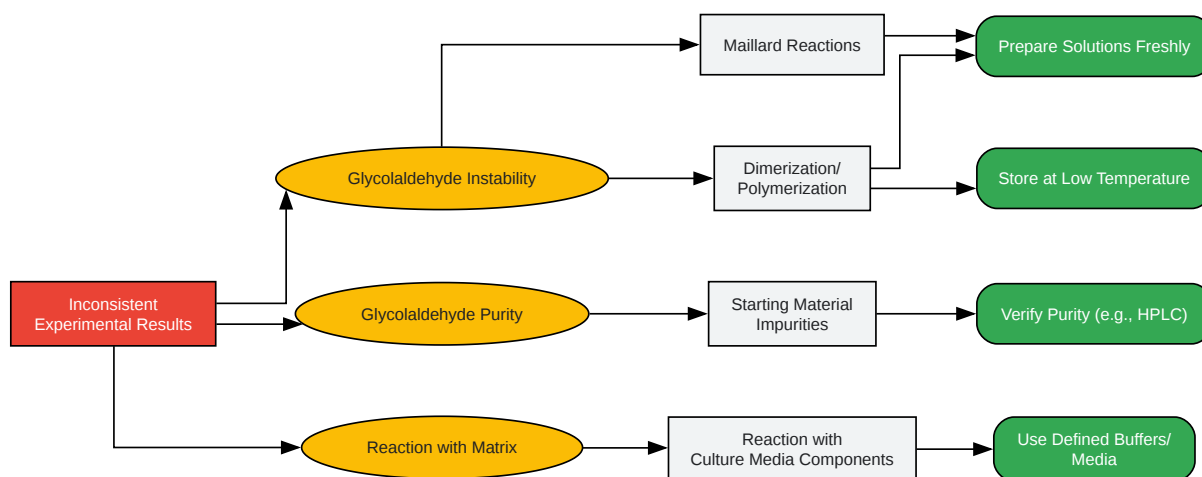 Maillard Reactions
Prepare Solutions Freshly
Glycolaldehyde Instability
Dimerization/
Polymerization
Store at Low Temperature
Inconsistent
Experimental Results
Glycolaldehyde Purity
Starting Material
Impurities
Verify Purity (e.g., HPLC)
Reaction with Matrix
Reaction with
Culture Media Components
Use Defined Buffers/
Media